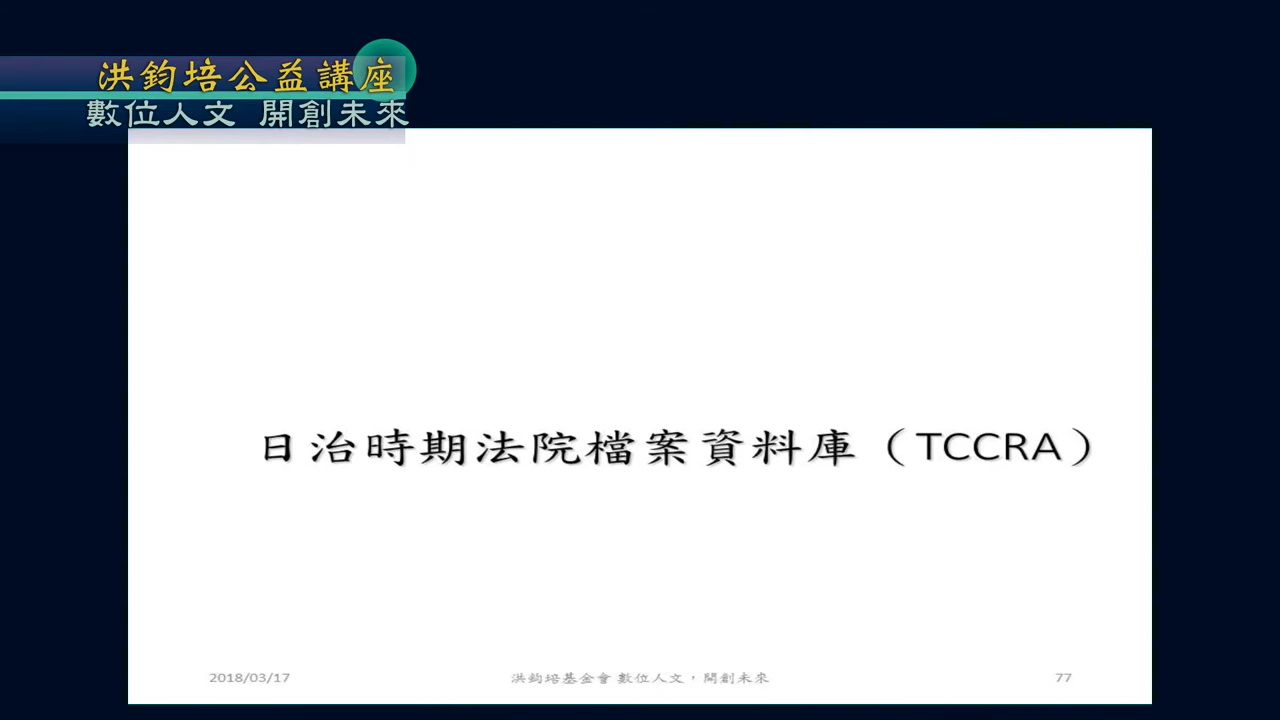 洪鈞培公益講座
數位人文 開創未來
日治時期法院檔案資料庫（TCCRA）
2018/03/17
洪鈞培基金會 數位人文，開創未來
77